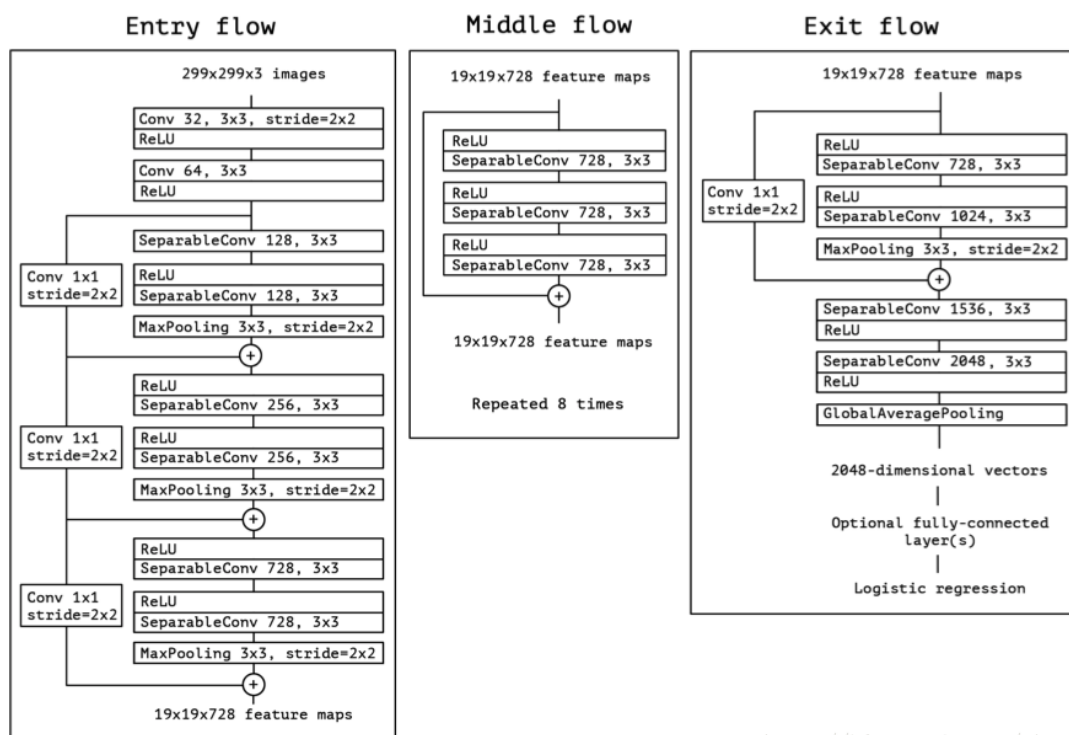 Entry flow
299x299x3 images
Conv 32, 3x3, stride=2x2
ReLU
Conv 64, 3x3
ReLU
SeparableConv 128, 3x3
Conv 1x1
stride=2x2
ReLU
SeparableConv 128, 3x3
MaxPooling 3x3, stride=2x2
+
ReLU
SeparableConv 256, 3x3
Conv 1x1
stride=2x2
ReLU
SeparableConv 256, 3x3
MaxPooling 3x3, stride=2x2
+
ReLU
SeparableConv 728, 3x3
Conv 1x1
stride=2x2
ReLU
SeparableConv 728, 3x3
MaxPooling 3x3, stride=2x2
+
19x19x728 feature maps
Middle flow
19x19x728 feature maps
ReLU
SeparableConv 728, 3x3
ReLU
SeparableConv 728, 3x3
ReLU
SeparableConv 728, 3x3
+
19x19x728 feature maps
Repeated 8 times
Exit flow
19x19x728 feature maps
ReLU
SeparableConv 728, 3x3
Conv 1x1
stride=2x2
ReLU
SeparableConv 1024, 3x3
MaxPooling 3x3, stride=2x2
+
SeparableConv 1536, 3x3
ReLU
SeparableConv 2048, 3x3
ReLU
GlobalAveragePooling
2048-dimensional vectors
Optional fully-connected
layer(s)
Logistic regression